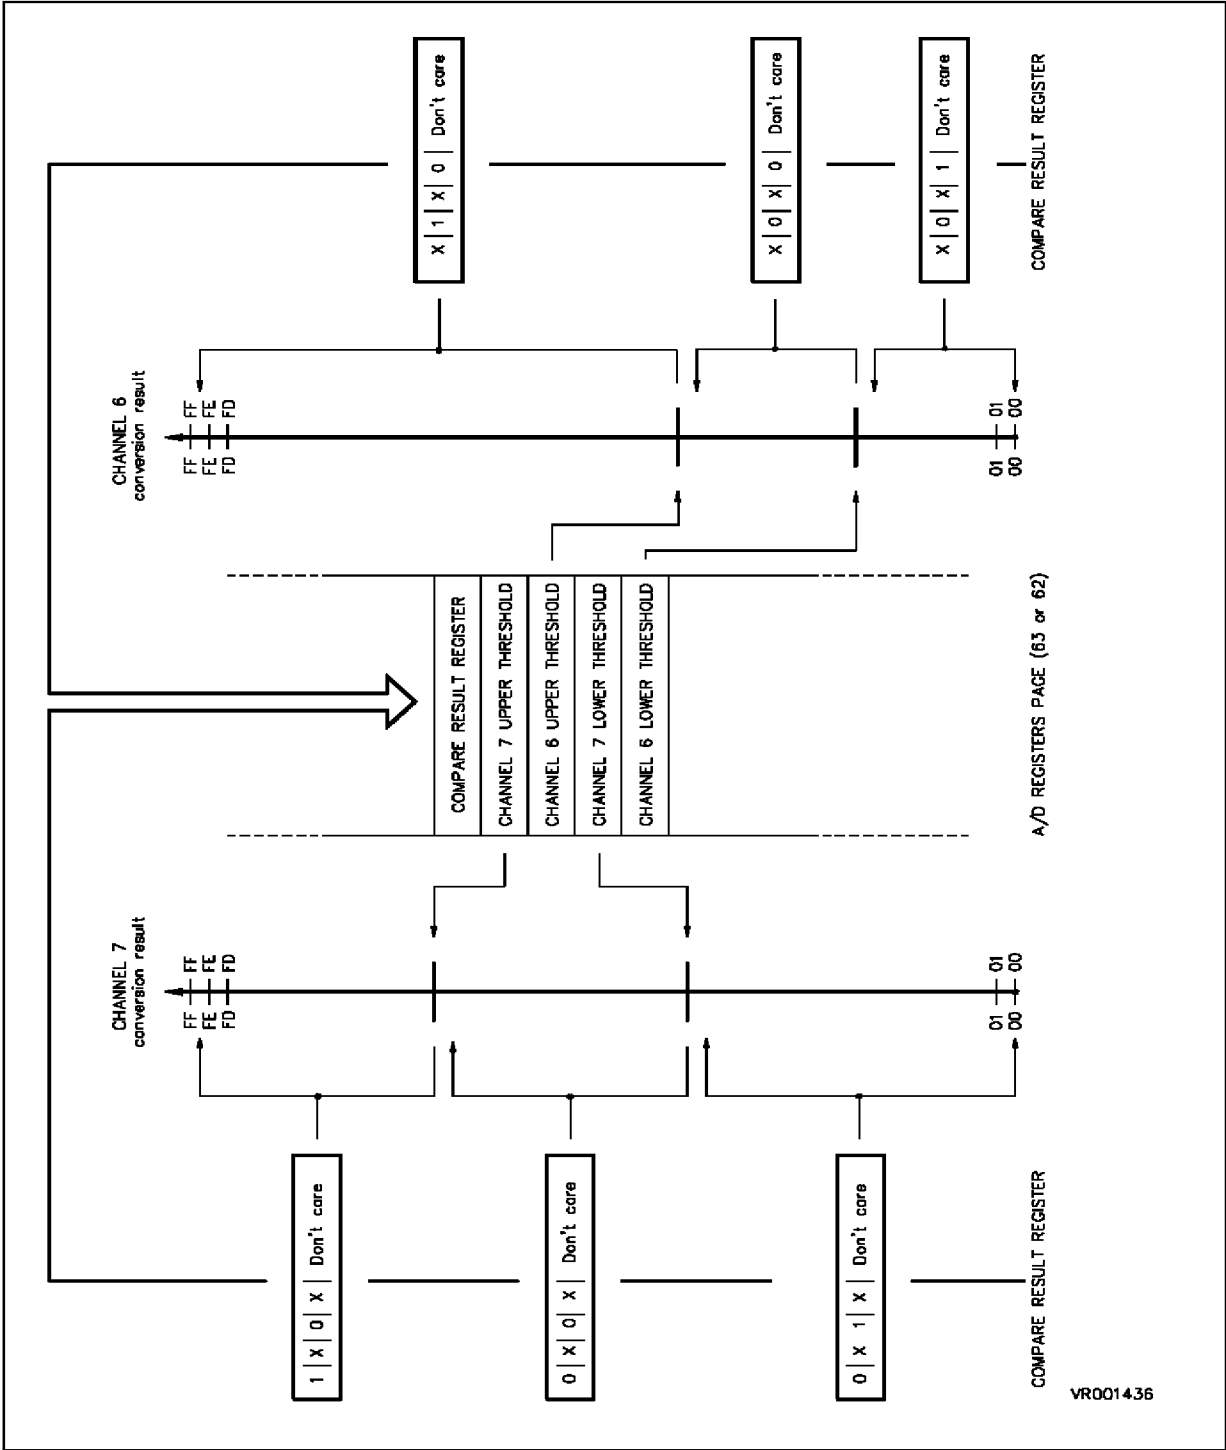 CHANNEL 7
conversion result
FF FF
FE FE
FD FD
01 01
00 00
1 | X | 0 | X | Don't care
0 | X | 0 | X | Don't care
0 | X | 1 | X | Don't care
COMPARE RESULT REGISTER
COMPARE RESULT REGISTER
CHANNEL 7 UPPER THRESHOLD
CHANNEL 6 UPPER THRESHOLD
CHANNEL 7 LOWER THRESHOLD
CHANNEL 6 LOWER THRESHOLD
A/D REGISTERS PAGE (63 or 62)
CHANNEL 6
conversion result
FF FF
FE FE
FD FD
01 01
00 00
X | 1 | X | 0 | Don't care
X | 0 | X | 0 | Don't care
X | 0 | X | 1 | Don't care
COMPARE RESULT REGISTER
VR001436